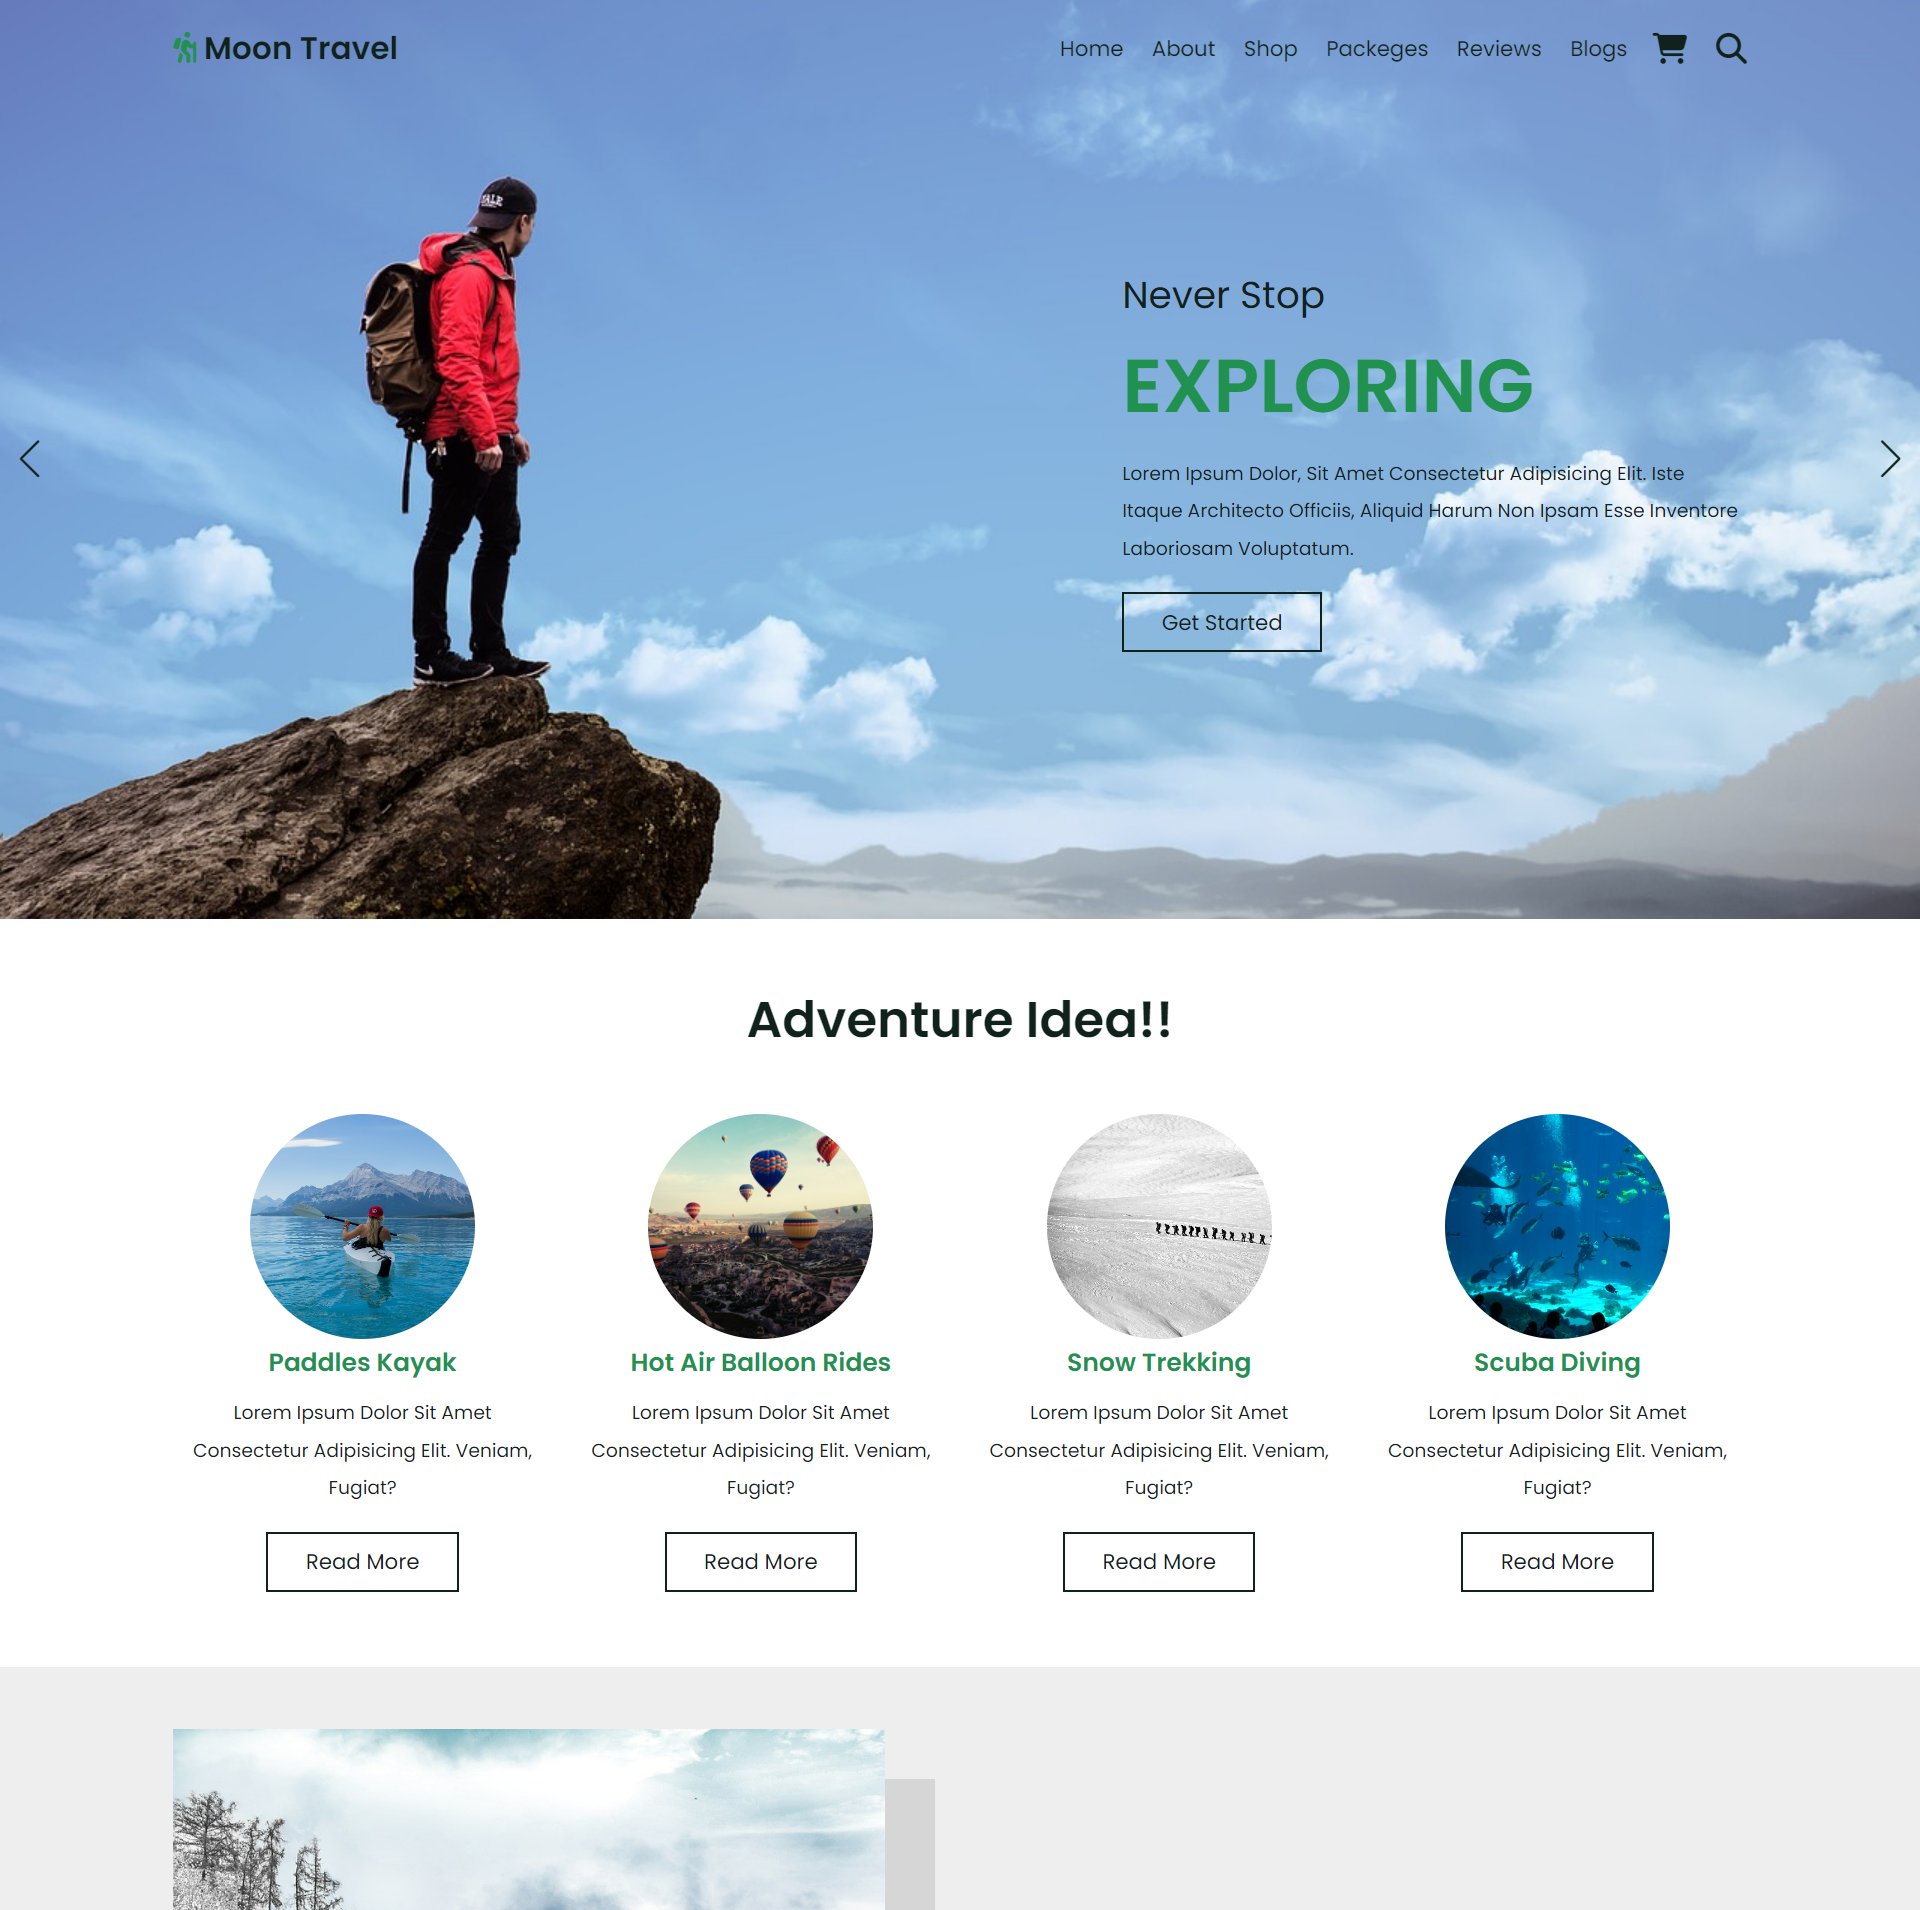 Moon Travel
Home About Shop Packeges Reviews Blogs
Never Stop
EXPLORING
Lorem Ipsum Dolor, Sit Amet Consectetur Adipisicing Elit. Iste
Itaque Architecto Officiis, Aliquid Harum Non Ipsam Esse Inventore
Laboriosam Voluptatum.
Get Started
Adventure Idea!!
Paddles Kayak
Lorem Ipsum Dolor Sit Amet
Consectetur Adipisicing Elit. Veniam,
Fugiat?
Read More
Hot Air Balloon Rides
Lorem Ipsum Dolor Sit Amet
Consectetur Adipisicing Elit. Veniam,
Fugiat?
Read More
Snow Trekking
Lorem Ipsum Dolor Sit Amet
Consectetur Adipisicing Elit. Veniam,
Fugiat?
Read More
Scuba Diving
Lorem Ipsum Dolor Sit Amet
Consectetur Adipisicing Elit. Veniam,
Fugiat?
Read More